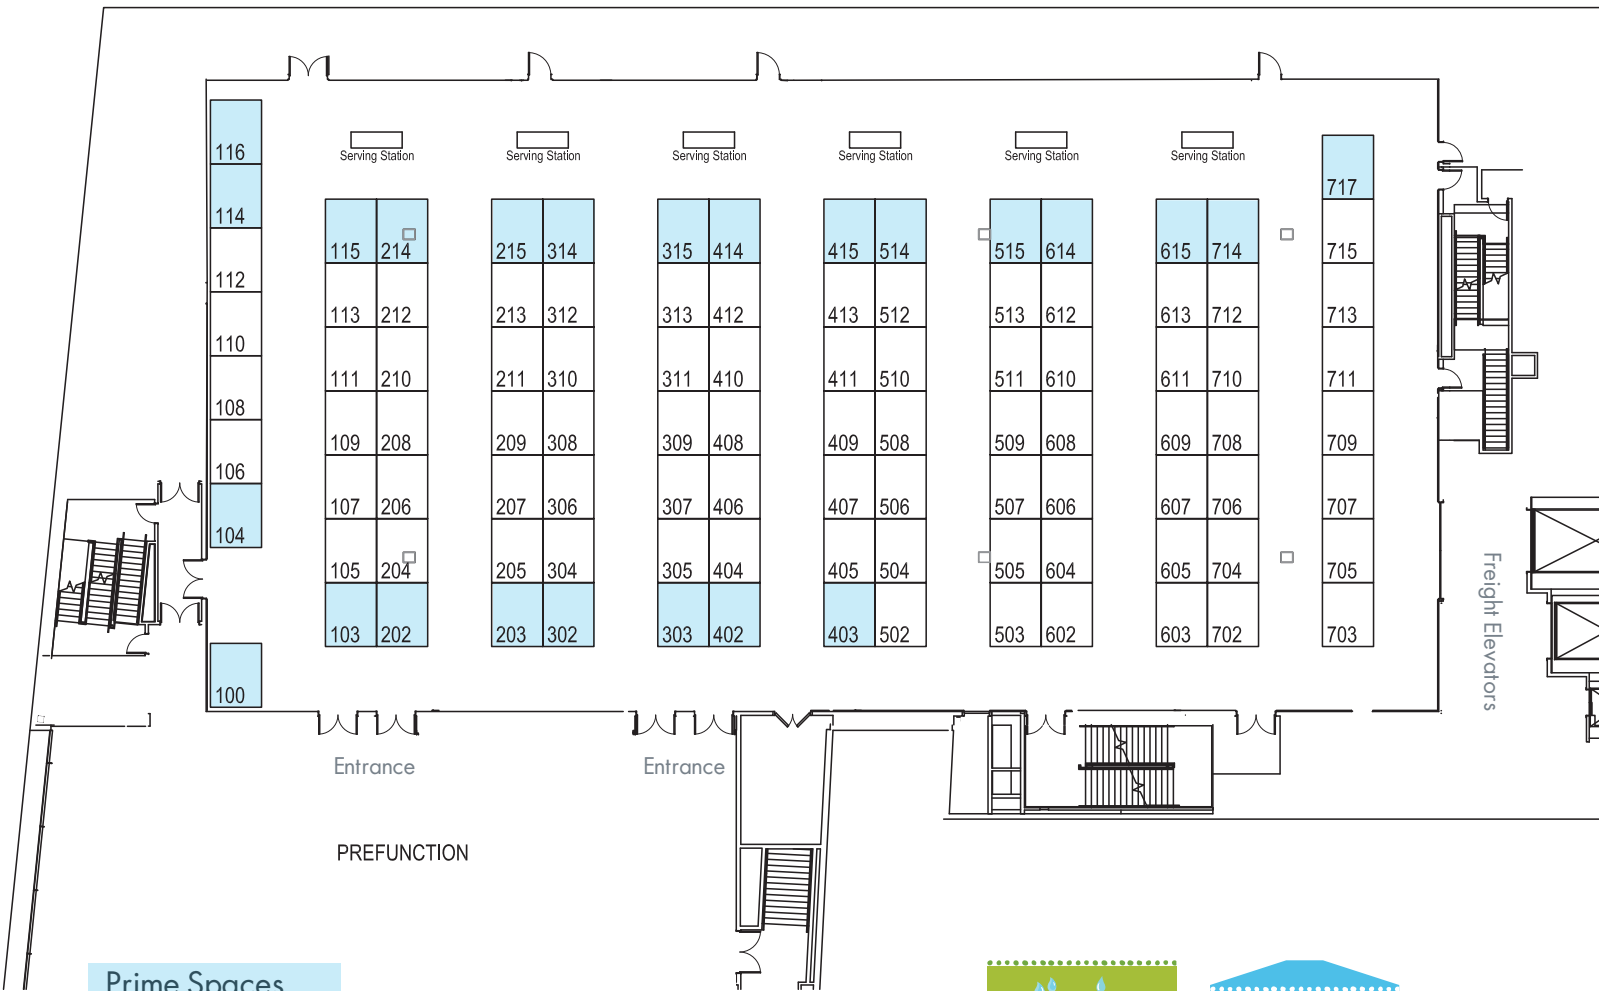 116
717
Serving Station Serving Station Serving Station Serving Station Serving Station Serving Station
114
115 214 215 314 315 414 415 514 515 614 615 714 715
112
113 212 213 312 313 412 413 512 513 612 613 712 713
110
111 210 211 310 311 410 411 510 511 610 611 710 711
108
109 208 209 308 309 408 409 508 509 608 609 708 709
106
107 206 207 306 307 406 407 506 507 606 607 706 707
104
105 204 205 304 305 404 405 504 505 604 605 704 705
103 202 203 302 303 402 403 502 503 602 603 702 703
100
Freight Elevators
Entrance Entrance
PREFUNCTION
Prime Spaces